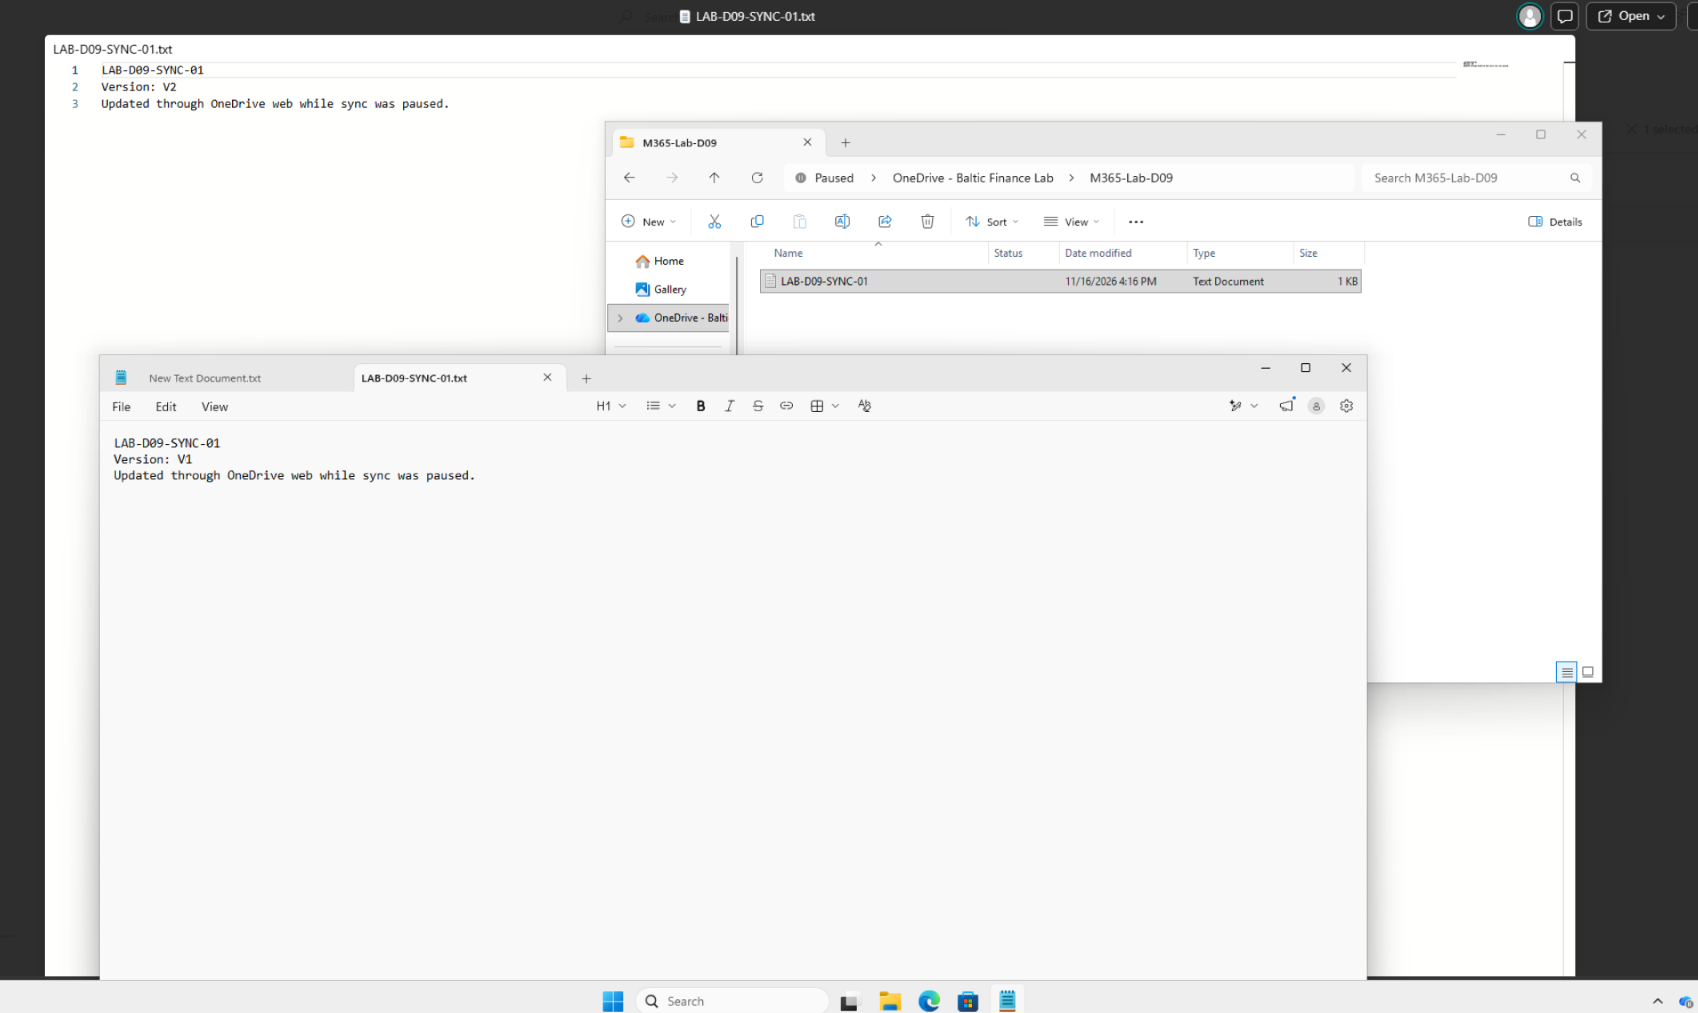 LAB-D09-SYNC-01.txt
Open
LAB-D09-SYNC-01.txt
1 LAB-D09-SYNC-01
2 Version: V2
3 Updated through OneDrive web while sync was paused.
1 selected
M365-Lab-D09
Paused > OneDrive - Baltic Finance Lab > M365-Lab-D09
Search M365-Lab-D09
New
Sort
View
Details
Home
Gallery
OneDrive - Balti
Name Status Date modified Type Size
LAB-D09-SYNC-01 11/16/2026 4:16 PM Text Document 1 KB
New Text Document.txt
LAB-D09-SYNC-01.txt
File Edit View
H1
B I S
LAB-D09-SYNC-01
Version: V1
Updated through OneDrive web while sync was paused.
Search